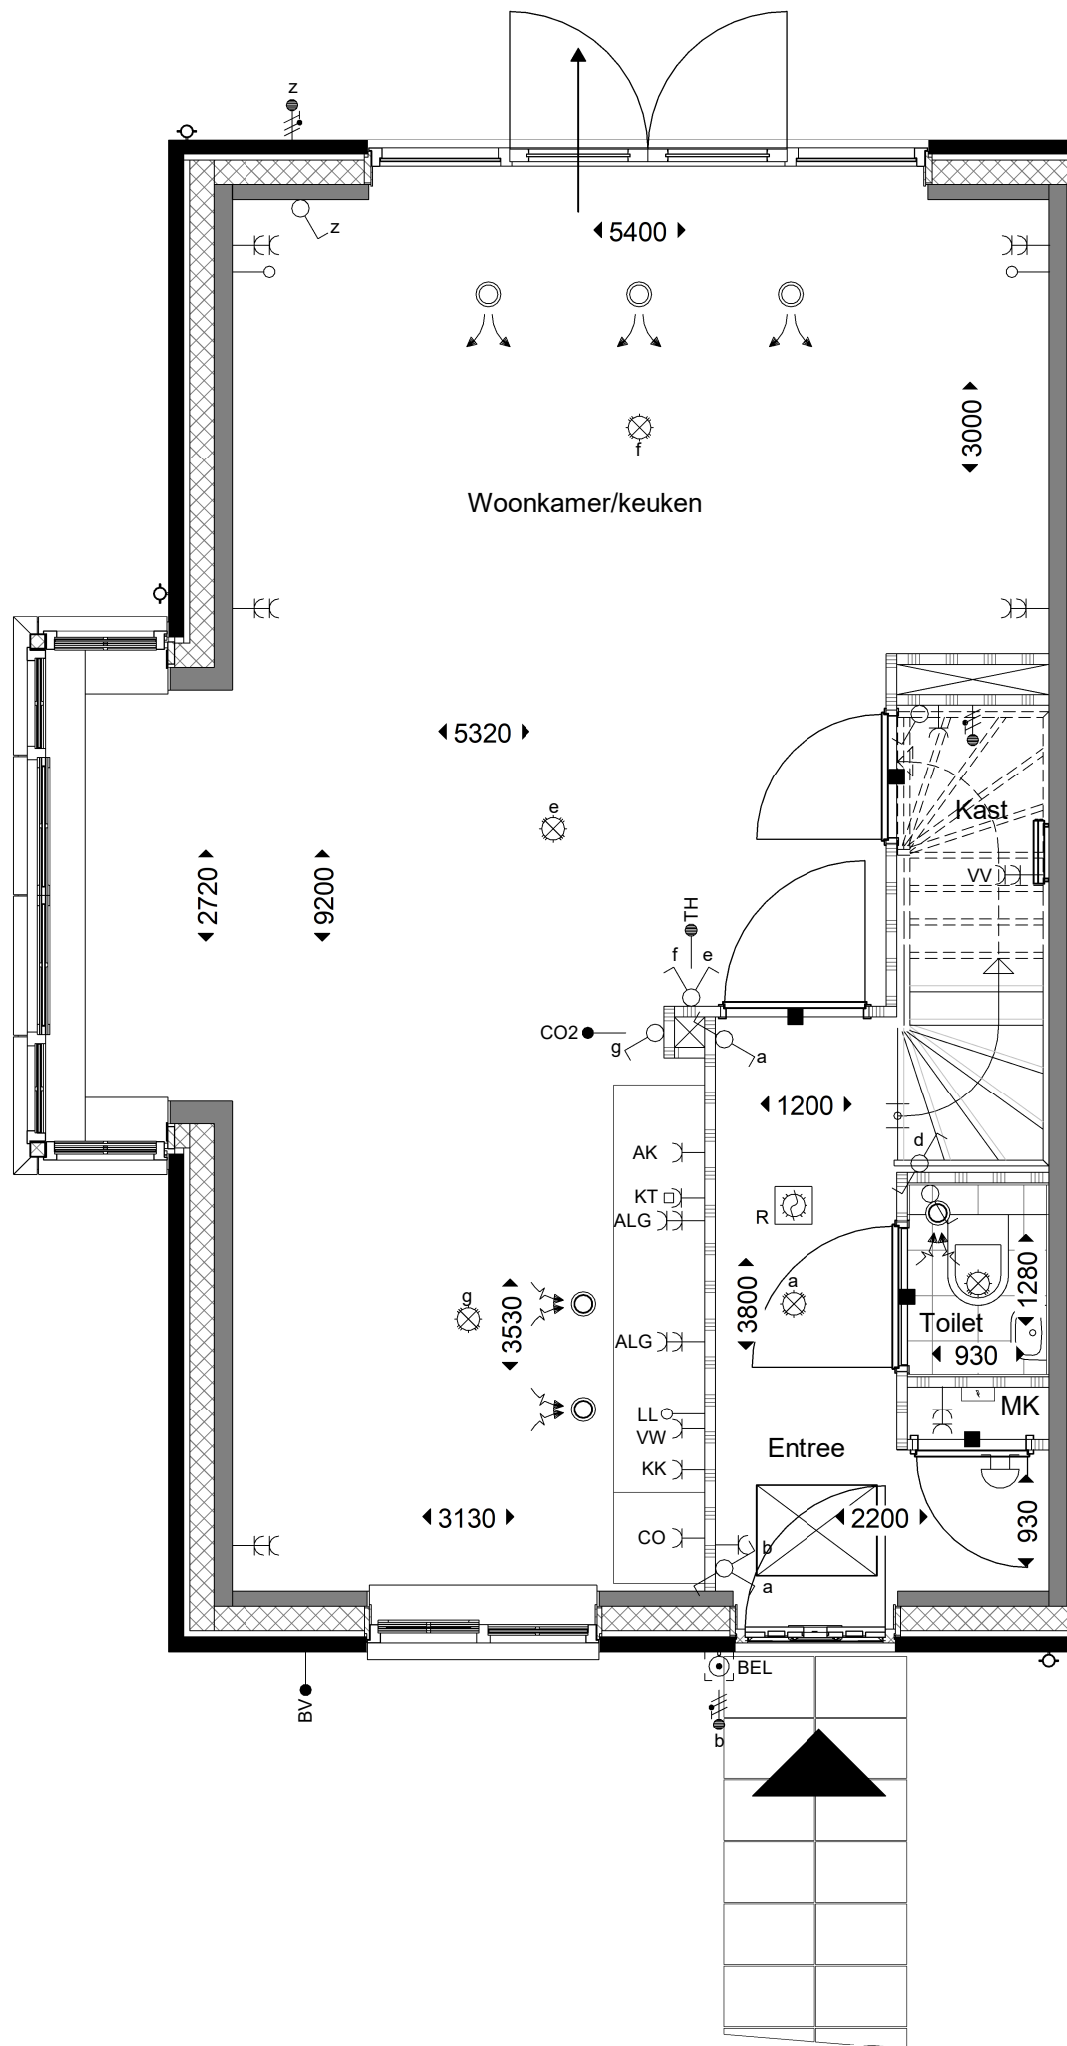 z
z
5400
3000
f
Woonkamer/keuken
5320
e
Kast
2720
9200
VV
TH
f e
CO2
g
a
1200
d
AK
KT
ALG
R
g
3530
3800
a
1280
Toilet
930
ALG
LL
VW
MK
Entree
KK
3130
2200
930
CO
b
a
BV
BEL
b